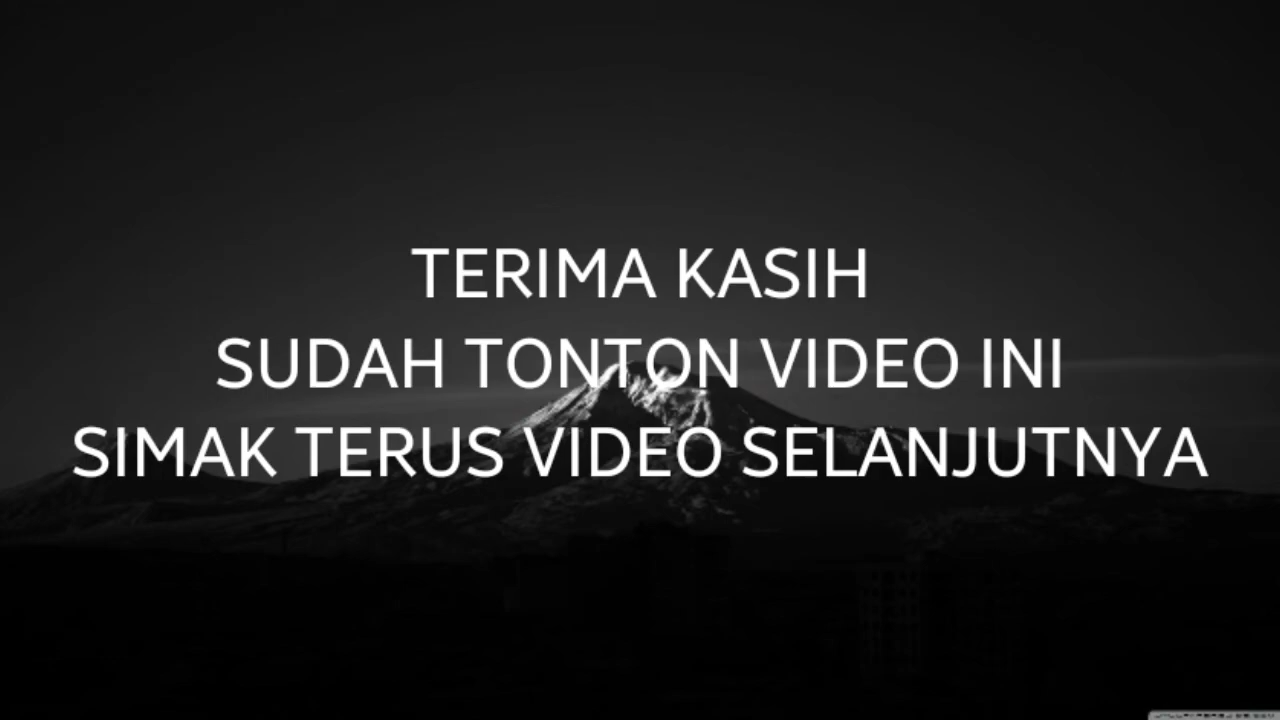 TERIMA KASIH
SUDAH TONTON VIDEO INI
SIMAK TERUS VIDEO SELANJUTNYA